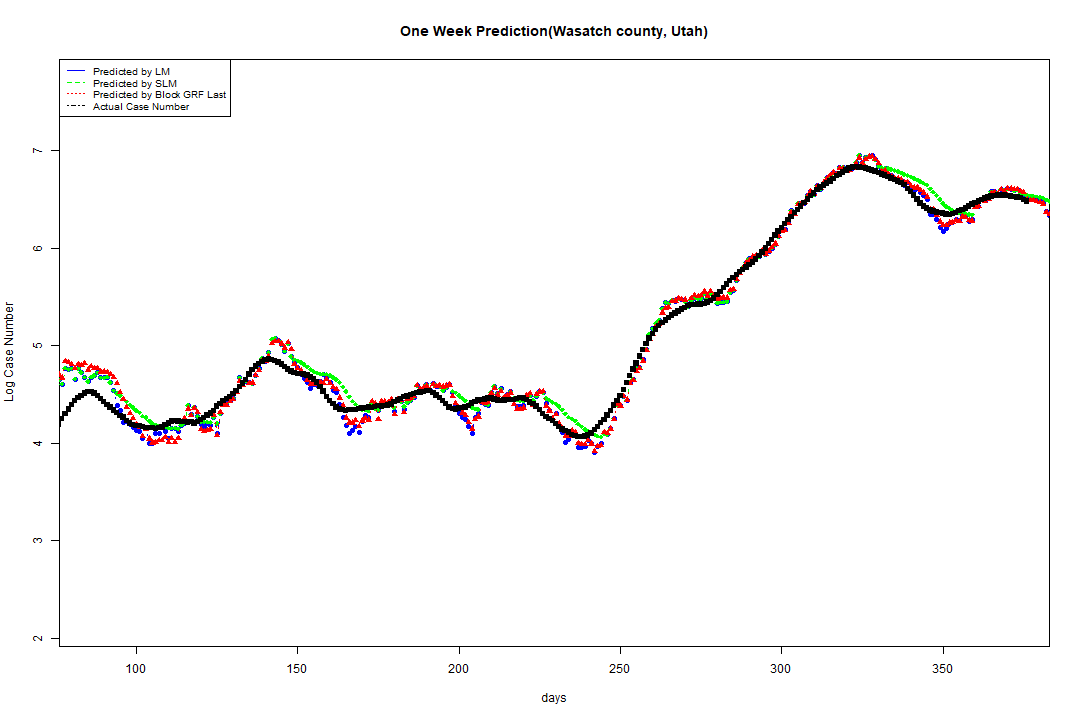 One Week Prediction(Wasatch county, Utah)
Predicted by LM
Predicted by SLM
Predicted by Block GRF Last
Actual Case Number
7
6
5
4
3
2
Log Case Number
100 150 200 250 300 350
days